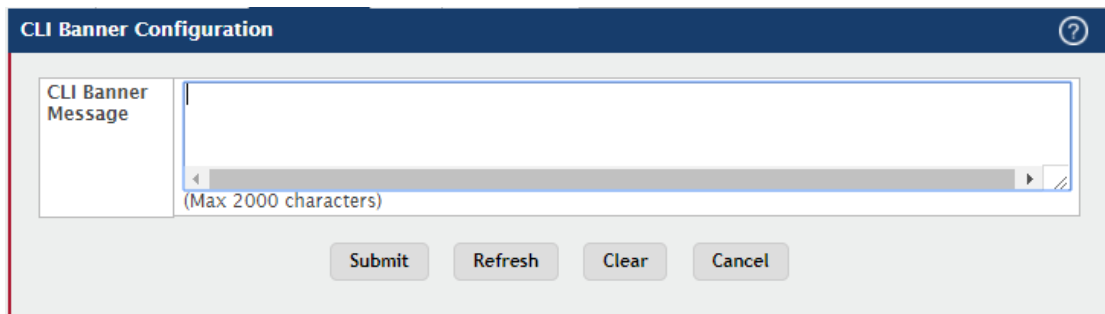 CLI Banner Configuration
?
CLI Banner
Message
(Max 2000 characters)
Submit Refresh Clear Cancel